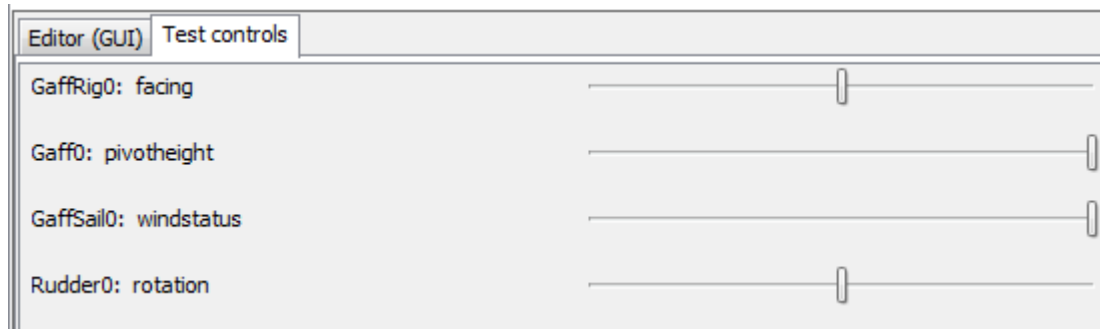 Editor (GUI) Test controls
GaffRig0: facing
Gaff0: pivotheight
GaffSail0: windstatus
Rudder0: rotation